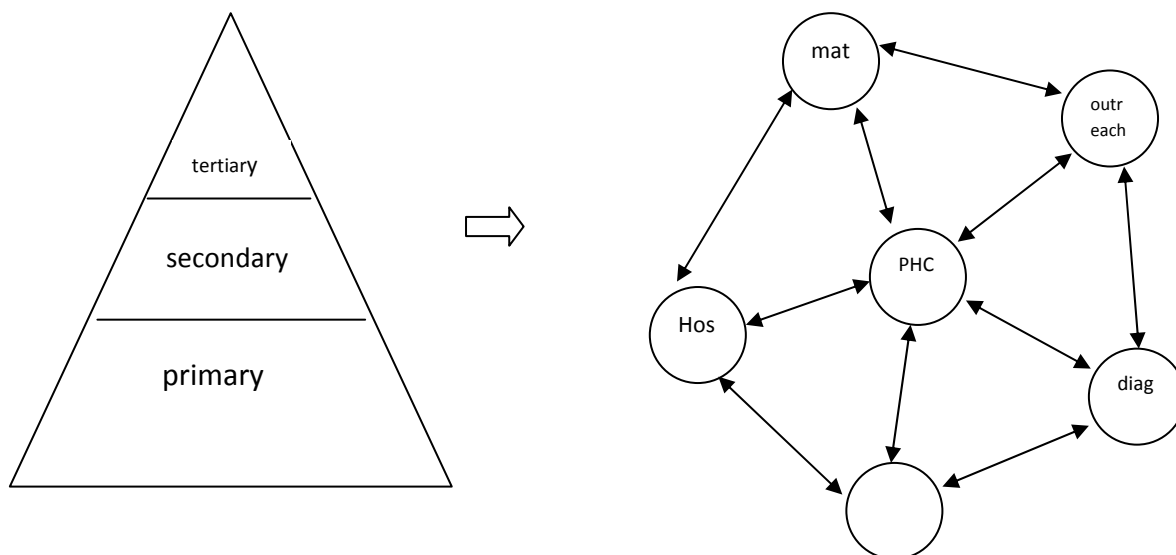 tertiary
secondary
primary
mat
outr
each
PHC
Hos
diag